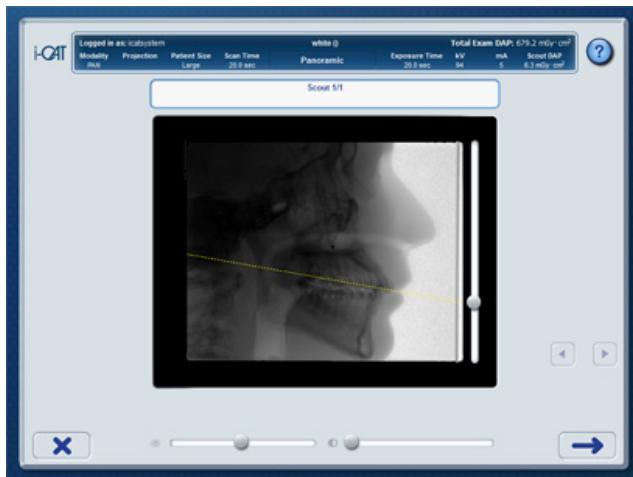 i-CAT
Logged in as: icatsystem white () Total Exam DAP: 679.2 mGy·cm²
Modality Projection Patient Size Scan Time Panoramic Exposure Time kV mA Scout DAP
PAN Large 20.0 sec 20.0 sec 94 5 6.3 mGy·cm²
?
Scout 1/1